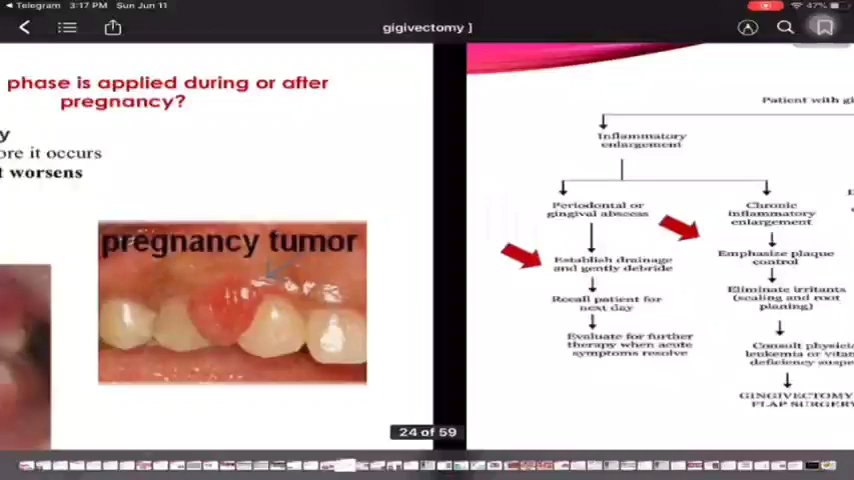 Telegram 3:17 PM Sun Jun 11
47%
gigivectomy ]
phase is applied during or after
pregnancy?
y
ore it occurs
t worsens
pregnancy tumor
24 of 59
Patient with gi
Inflammatory
enlargement
Periodontal or
gingival abscess
Establish drainage
and gently debride
Recall patient for
next day
Evaluate for further
therapy when acute
symptoms resolve
Chronic
inflammatory
enlargement
Emphasize plaque
control
Eliminate irritants
(scaling and root
planing)
Consult physici
leukemia or vita
deficiency suspe
GINGIVECTOMY
FLAP SURGERY